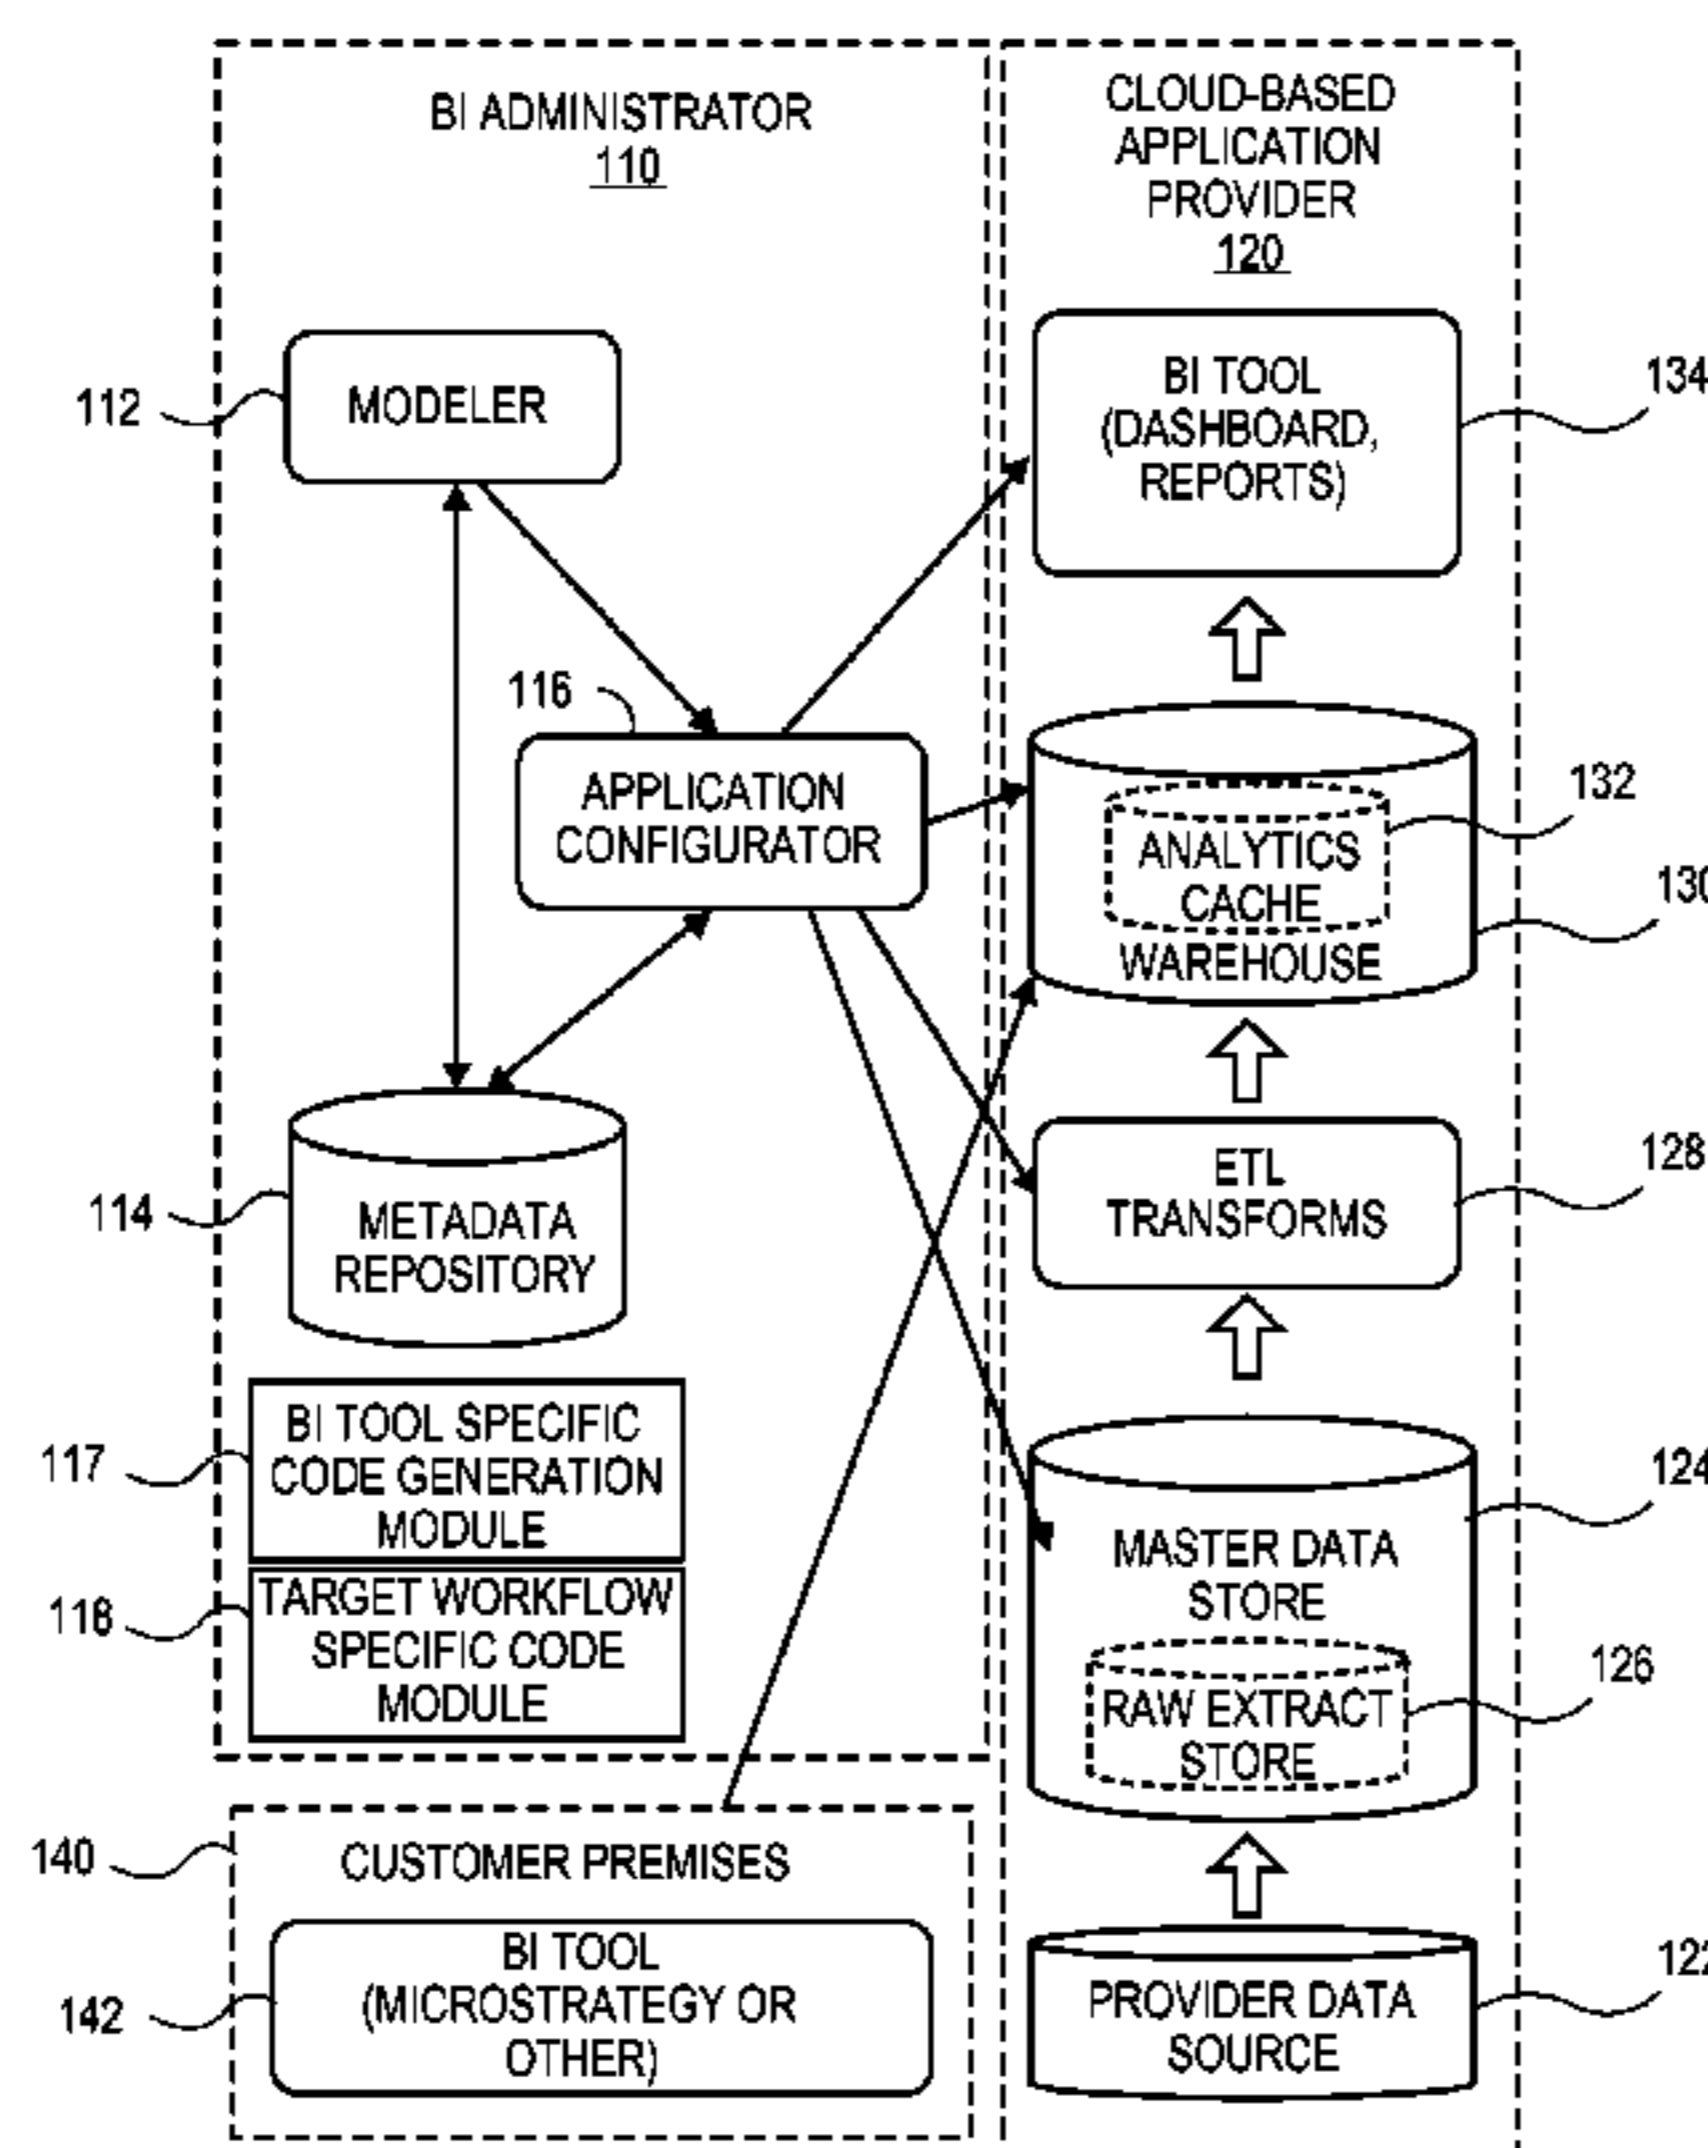 BI ADMINISTRATOR
110
CLOUD-BASED
APPLICATION
PROVIDER
120
112
MODELER
BI TOOL
(DASHBOARD,
REPORTS)
134
116
APPLICATION
CONFIGURATOR
132
ANALYTICS
CACHE
130
WAREHOUSE
114
METADATA
REPOSITORY
ETL
TRANSFORMS
128
117
BI TOOL SPECIFIC
CODE GENERATION
MODULE
118
TARGET WORKFLOW
SPECIFIC CODE
MODULE
124
MASTER DATA
STORE
126
RAW EXTRACT
STORE
140
CUSTOMER PREMISES
142
BI TOOL
(MICROSTRATEGY OR
OTHER)
122
PROVIDER DATA
SOURCE